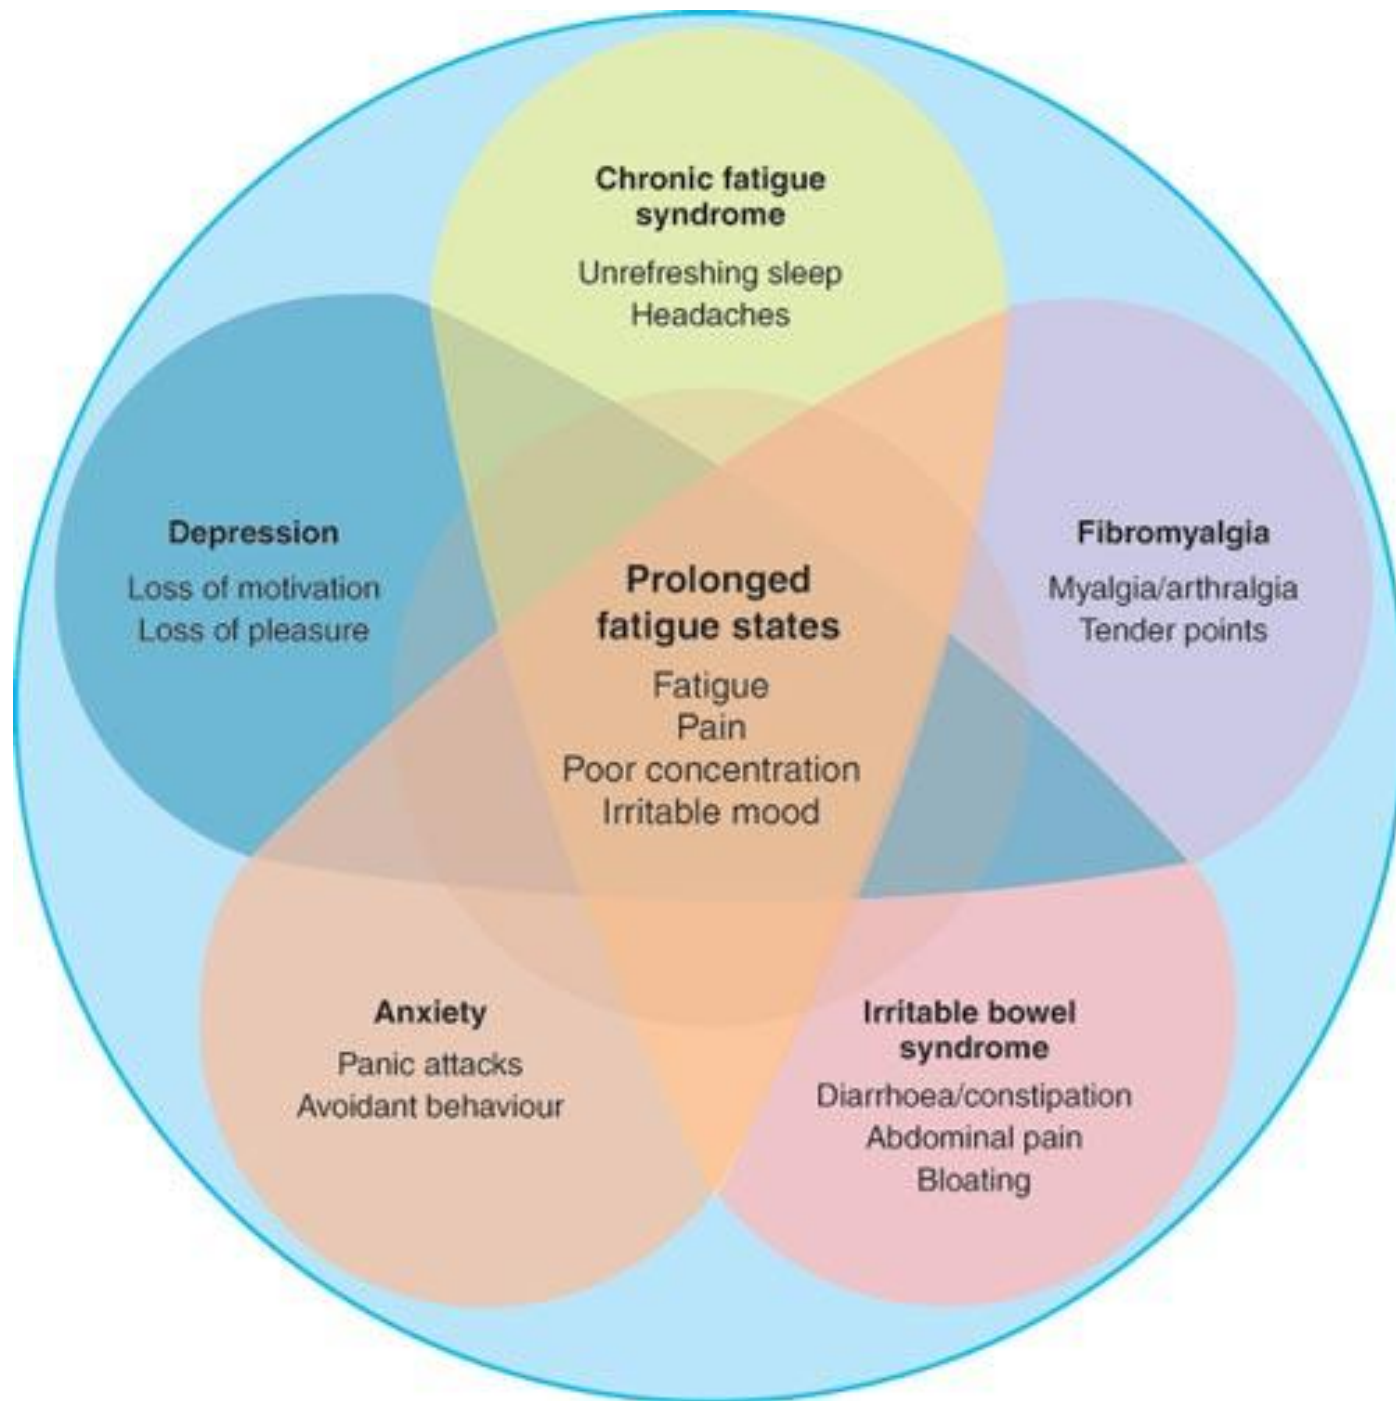 Chronic fatigue
syndrome
Unrefreshing sleep
Headaches
Depression
Loss of motivation
Loss of pleasure
Prolonged
fatigue states
Fatigue
Pain
Poor concentration
Irritable mood
Fibromyalgia
Myalgia/arthralgia
Tender points
Anxiety
Panic attacks
Avoidant behaviour
Irritable bowel
syndrome
Diarrhoea/constipation
Abdominal pain
Bloating